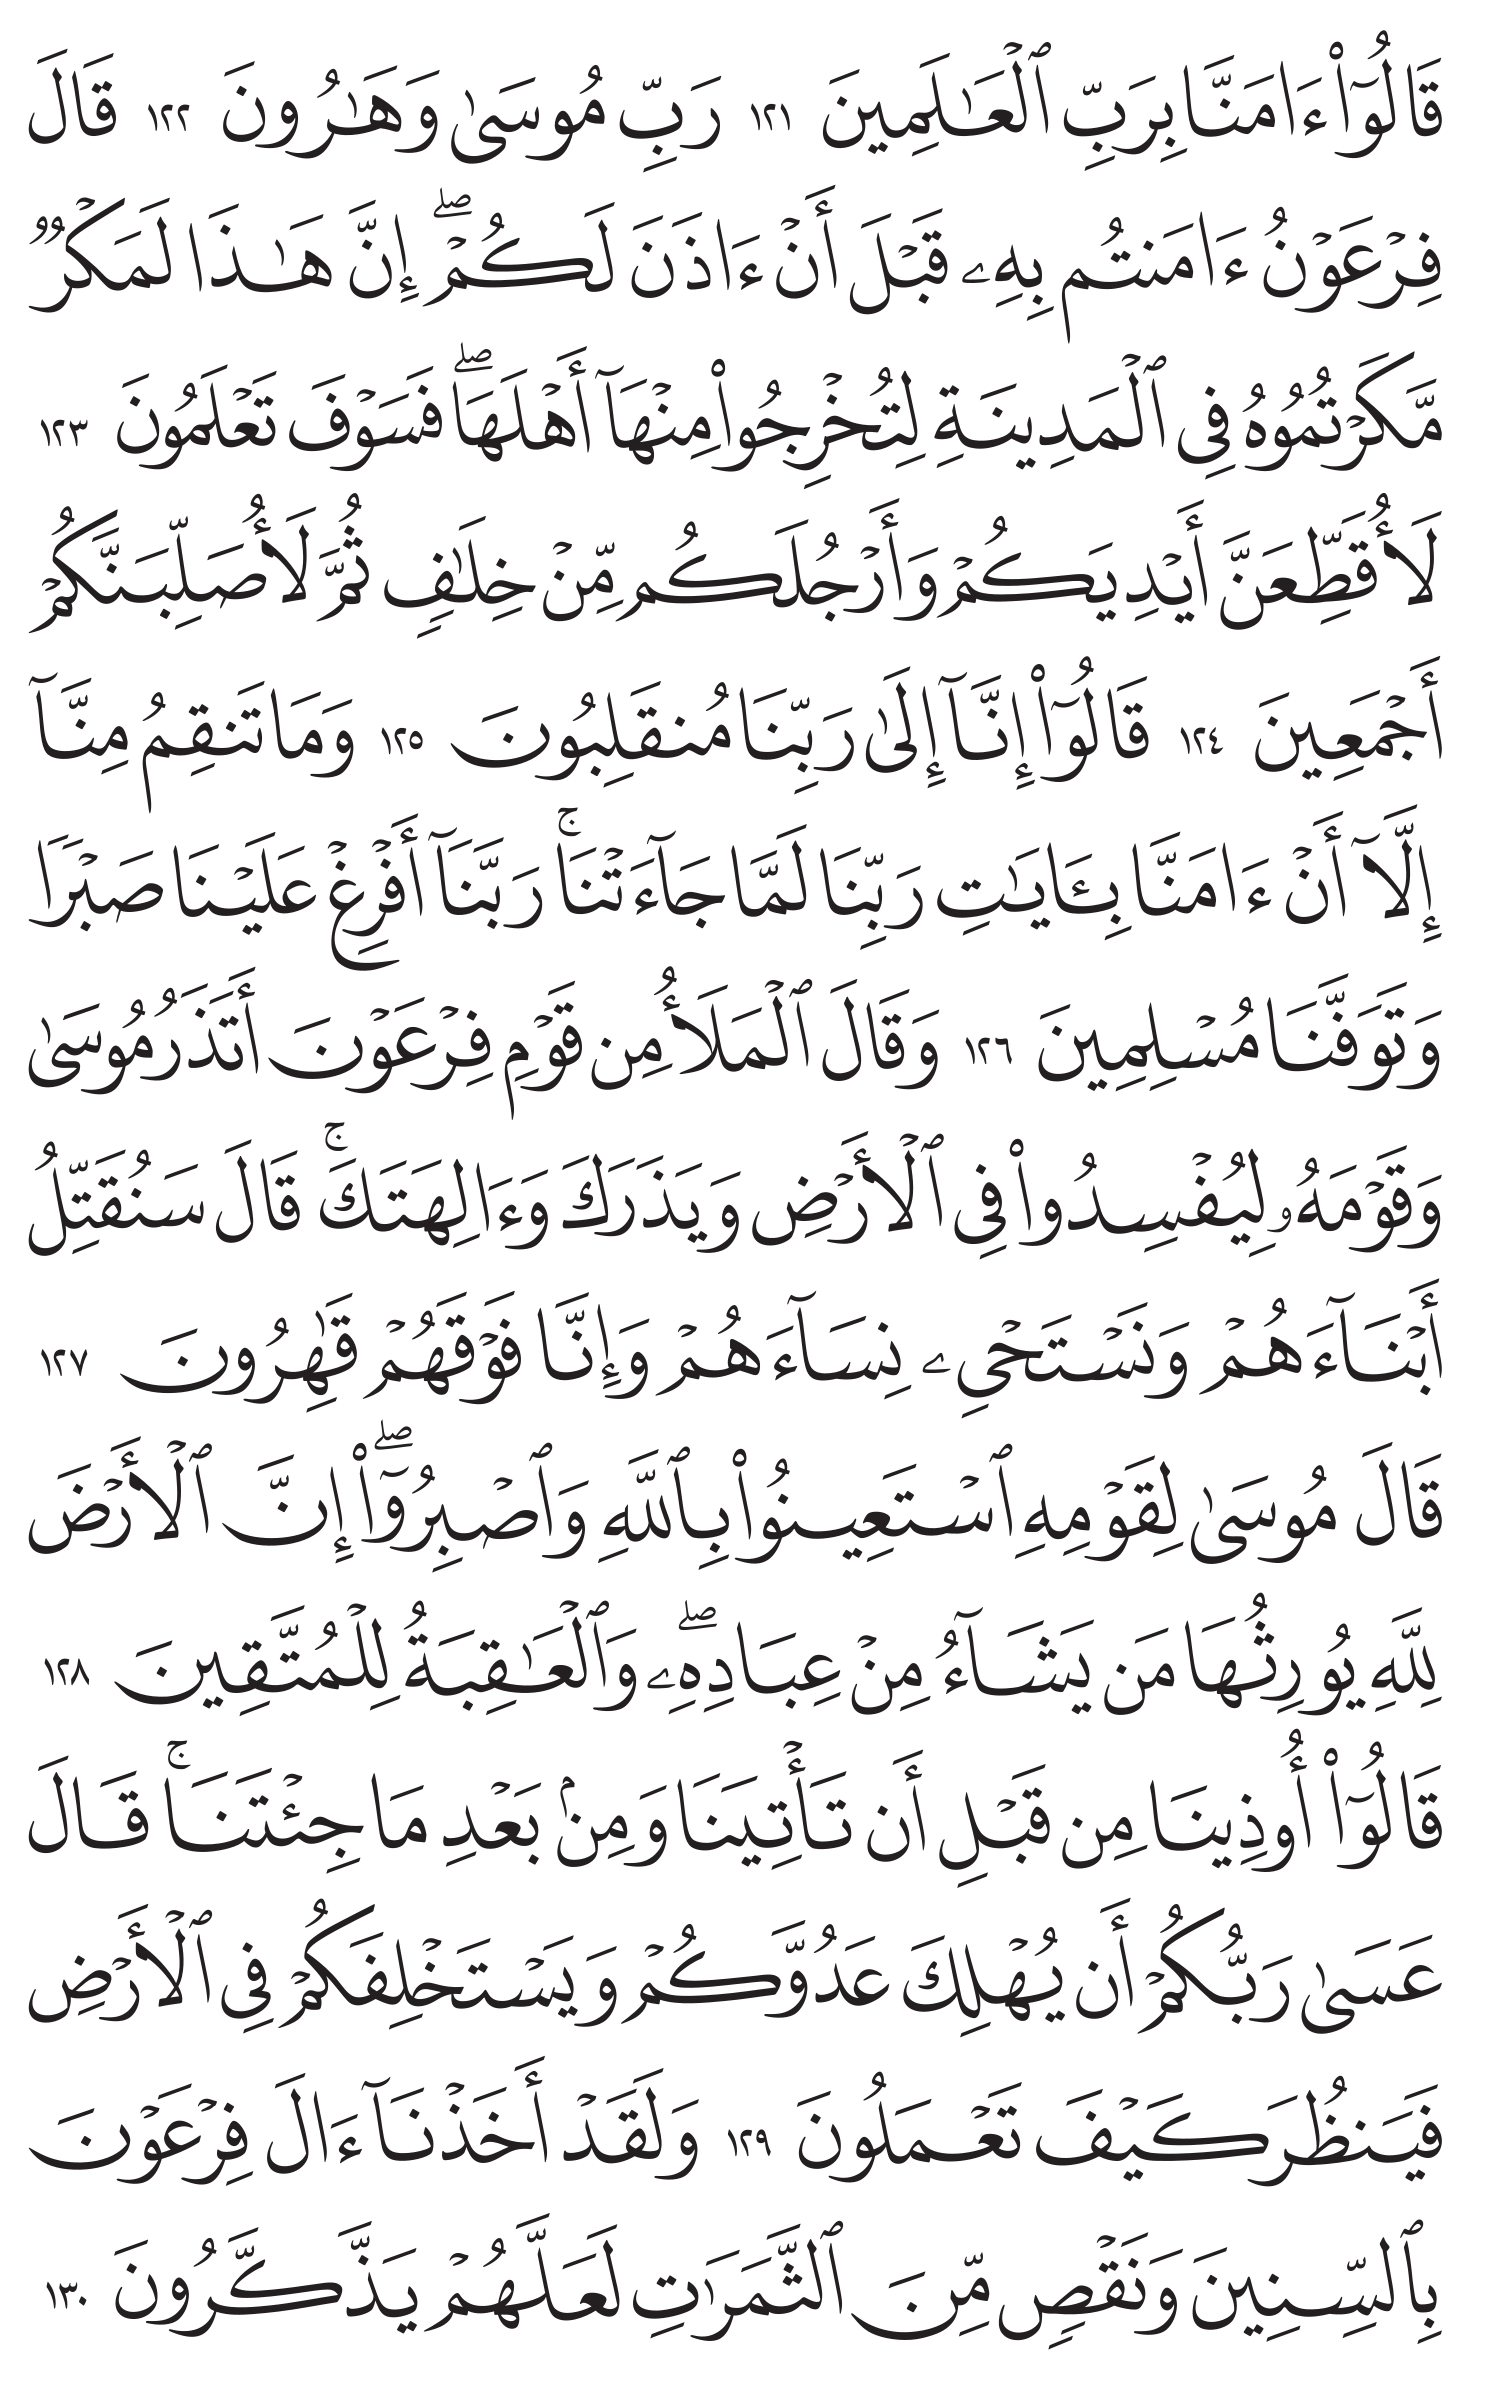 قَالُوٓا۟ ءَامَنَّا بِرَبِّ ٱلْعَـٰلَمِينَ ١٢١ رَبِّ مُوسَىٰ وَهَـٰرُونَ ١٢٢ قَالَ
فِرْعَوْنُ ءَامَنتُم بِهِۦ قَبْلَ أَنْ ءَاذَنَ لَكُمْ ۖ إِنَّ هَـٰذَا لَمَكْرٌ
مَّكَرْتُمُوهُ فِى ٱلْمَدِينَةِ لِتُخْرِجُوا۟ مِنْهَآ أَهْلَهَا ۖ فَسَوْفَ تَعْلَمُونَ ١٢٣
لَأُقَطِّعَنَّ أَيْدِيَكُمْ وَأَرْجُلَكُم مِّنْ خِلَـٰفٍ ثُمَّ لَأُصَلِّبَنَّكُمْ
أَجْمَعِينَ ١٢٤ قَالُوٓا۟ إِنَّآ إِلَىٰ رَبِّنَا مُنقَلِبُونَ ١٢٥ وَمَا تَنقِمُ مِنَّآ
إِلَّآ أَنْ ءَامَنَّا بِـَٔايَـٰتِ رَبِّنَا لَمَّا جَآءَتْنَا ۚ رَبَّنَآ أَفْرِغْ عَلَيْنَا صَبْرًا
وَتَوَفَّنَا مُسْلِمِينَ ١٢٦ وَقَالَ ٱلْمَلَأُ مِن قَوْمِ فِرْعَوْنَ أَتَذَرُ مُوسَىٰ
وَقَوْمَهُۥ لِيُفْسِدُوا۟ فِى ٱلْأَرْضِ وَيَذَرَكَ وَءَالِهَتَكَ ۚ قَالَ سَنُقَتِّلُ
أَبْنَآءَهُمْ وَنَسْتَحْىِۦ نِسَآءَهُمْ وَإِنَّا فَوْقَهُمْ قَـٰهِرُونَ ١٢٧
قَالَ مُوسَىٰ لِقَوْمِهِ ٱسْتَعِينُوا۟ بِٱللَّهِ وَٱصْبِرُوٓا۟ ۖ إِنَّ ٱلْأَرْضَ
لِلَّهِ يُورِثُهَا مَن يَشَآءُ مِنْ عِبَادِهِۦ ۖ وَٱلْعَـٰقِبَةُ لِلْمُتَّقِينَ ١٢٨
قَالُوٓا۟ أُوذِينَا مِن قَبْلِ أَن تَأْتِيَنَا وَمِنۢ بَعْدِ مَا جِئْتَنَا ۚ قَالَ
عَسَىٰ رَبُّكُمْ أَن يُهْلِكَ عَدُوَّكُمْ وَيَسْتَخْلِفَكُمْ فِى ٱلْأَرْضِ
فَيَنظُرَ كَيْفَ تَعْمَلُونَ ١٢٩ وَلَقَدْ أَخَذْنَآ ءَالَ فِرْعَوْنَ
بِٱلسِّنِينَ وَنَقْصٍ مِّنَ ٱلثَّمَرَٰتِ لَعَلَّهُمْ يَذَّكَّرُونَ ١٣٠